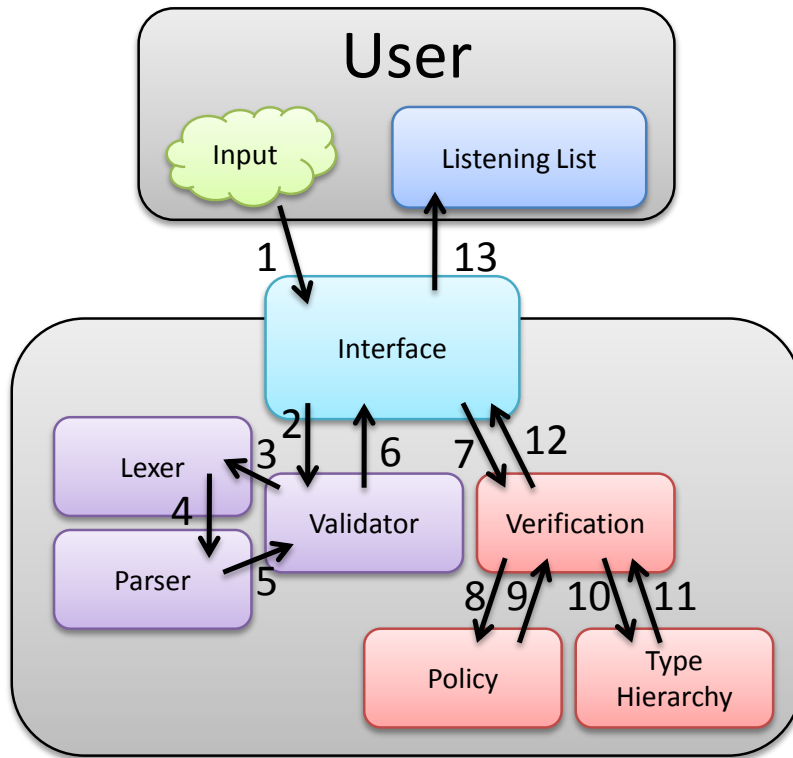 User
Input
Listening List
1
13
Interface
2
6
7
12
Lexer
3
4
Validator
Verification
Parser
5
8
9
10
11
Policy
Type
Hierarchy